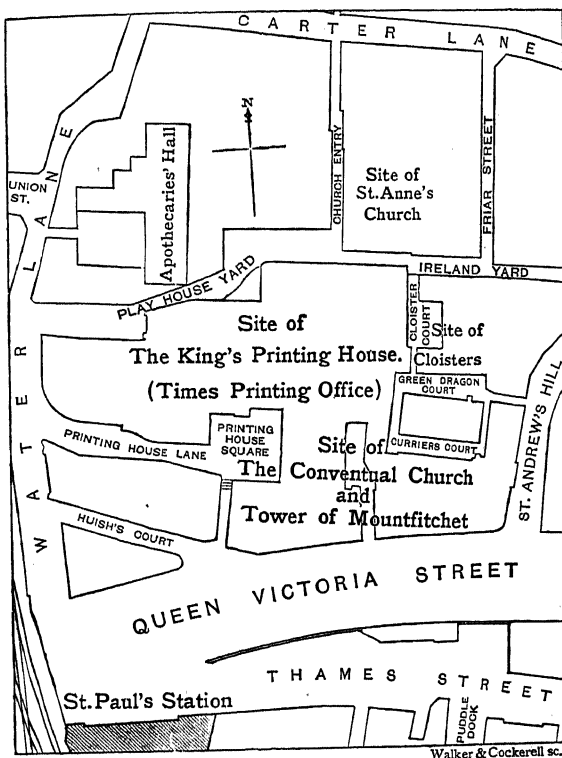 CARTER LANE
N
UNION
ST.
WATER LANE
Apothecaries' Hall
CHURCH ENTRY
Site of
St.Anne's
Church
FRIAR STREET
IRELAND YARD
PLAY HOUSE YARD
CLOISTER
COURT
Site of
Cloisters
Site of
The King's Printing House.
(Times Printing Office)
GREEN DRAGON
COURT
CURRIERS COURT
ST. ANDREW'S HILL
PRINTING HOUSE LANE
PRINTING
HOUSE
SQUARE
Site of
The Conventual Church
and
Tower of Mountfitchet
HUISH'S COURT
QUEEN VICTORIA STREET
THAMES STREET
St.Paul's Station
PUDDLE
DOCK
Walker & Cockerell sc.